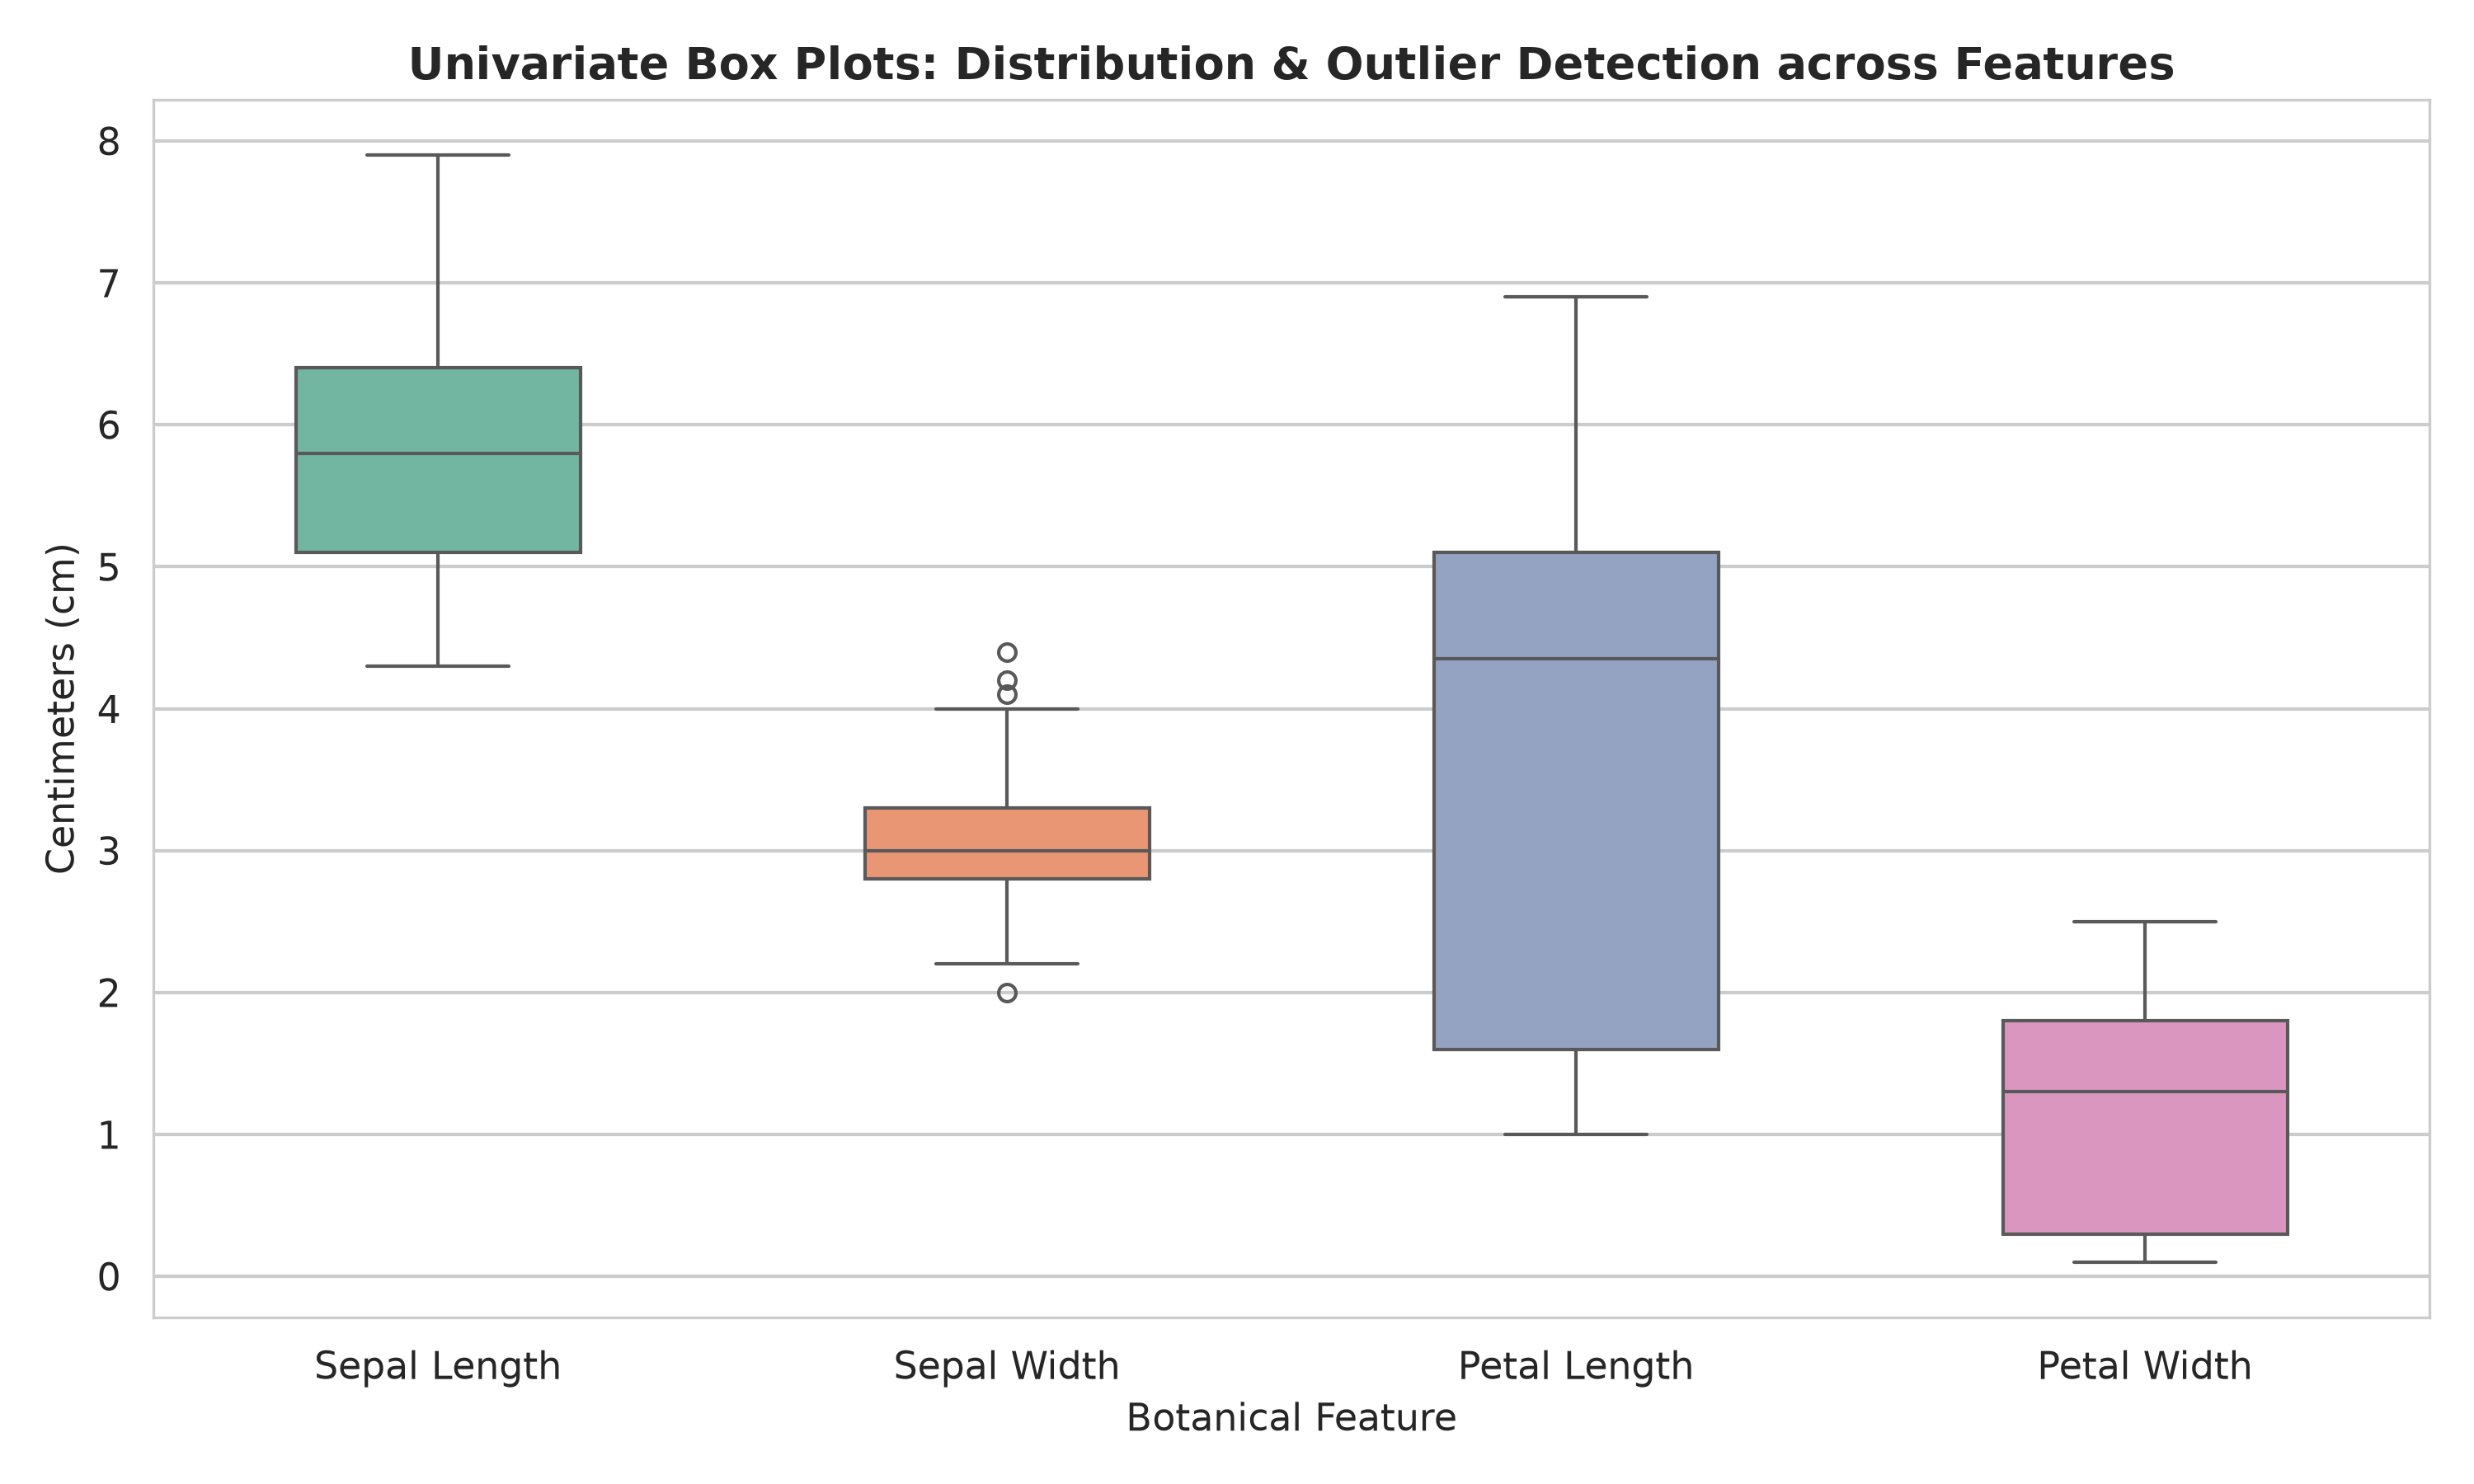 Univariate Box Plots: Distribution & Outlier Detection across Features
8
7
6
5
4
3
2
1
0
Centimeters (cm)
Sepal Length
Sepal Width
Petal Length
Petal Width
Botanical Feature